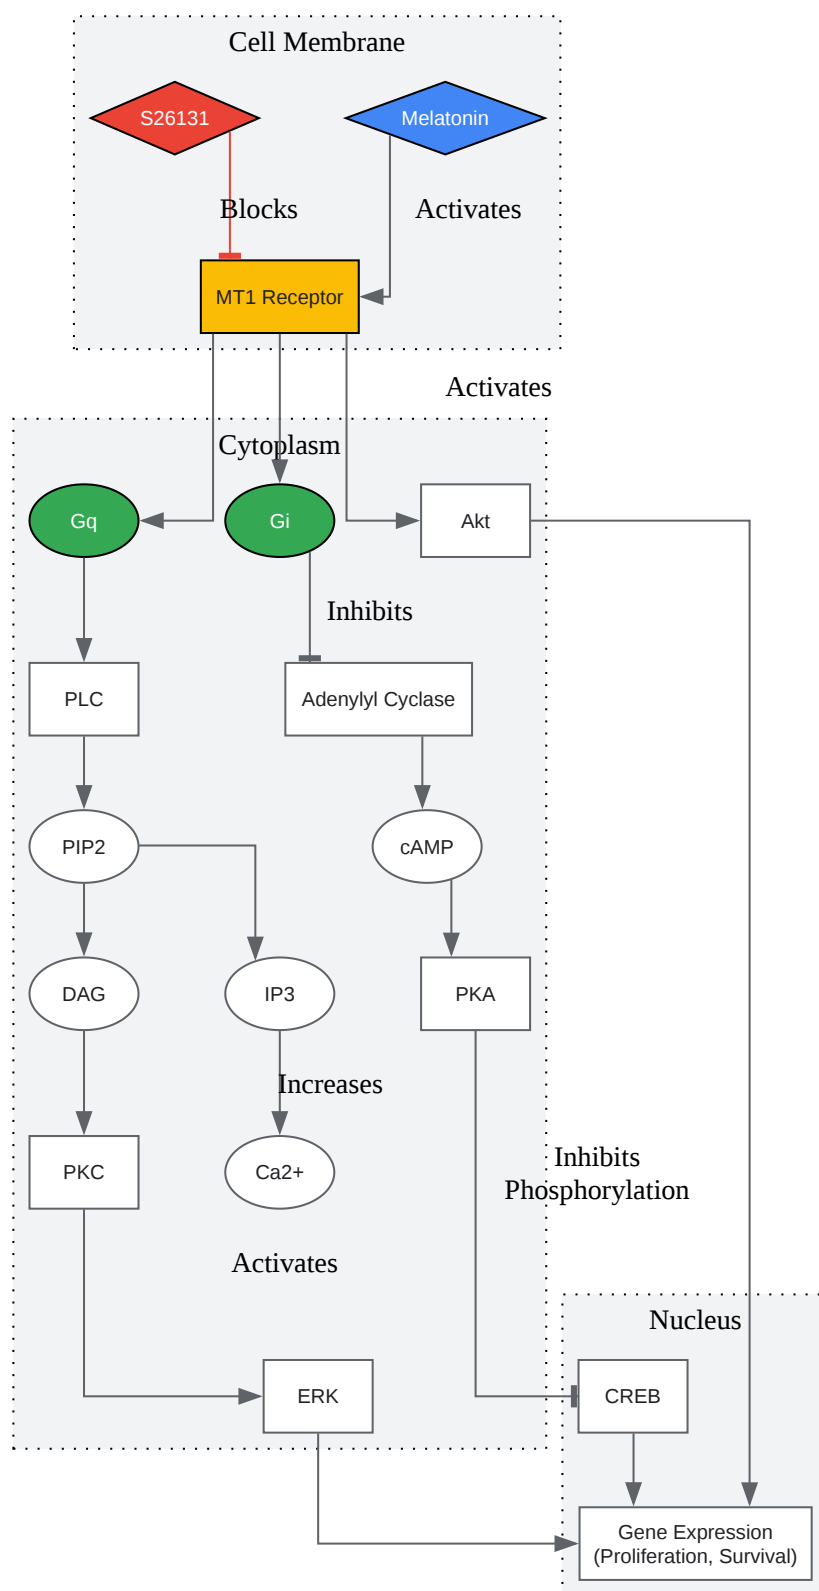 Cell Membrane
S26131
Melatonin
Blocks
Activates
MT1 Receptor
Activates
Cytoplasm
Gq
Gi
Akt
Inhibits
PLC
Adenylyl Cyclase
PIP2
cAMP
DAG
IP3
PKA
Increases
PKC
Ca2+
Inhibits
Phosphorylation
Activates
Nucleus
ERK
CREB
Gene Expression
(Proliferation, Survival)